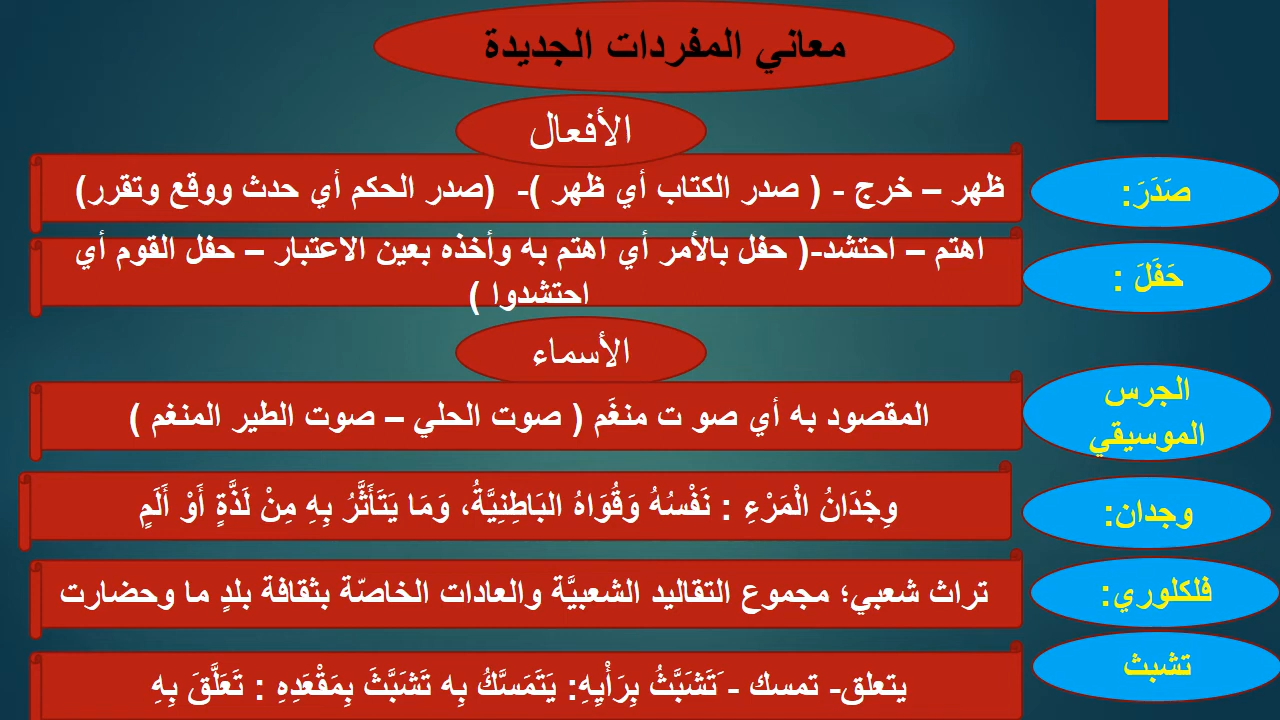 معاني المفردات الجديدة
الأفعال
صَدَرَ:
ظهر – خرج - ( صدر الكتاب أي ظهر )- (صدر الحكم أي حدث ووقع وتقرر)
حَفَلَ :
اهتم – احتشد-( حفل بالأمر أي اهتم به وأخذه بعين الاعتبار – حفل القوم أي
احتشدوا )
الأسماء
الجرس
الموسيقي
المقصود به أي صو ت منغَم ( صوت الحلي – صوت الطير المنغم )
وجدان:
وِجْدَانُ الْمَرْءِ : نَفْسُهُ وَقُوَاهُ البَاطِنِيَّةُ، وَمَا يَتَأَثَّرُ بِهِ مِنْ لَذَّةٍ أَوْ أَلَمٍ
فلكلوري:
تراث شعبي؛ مجموع التقاليد الشعبيَّة والعادات الخاصّة بثقافة بلدٍ ما وحضارت
تشبث
يتعلق- تمسك - َتَشَبَّثُ بِرَأْيِهِ: يَتَمَسَّكُ بِه تَشَبَّثَ بِمَقْعَدِهِ : تَعَلَّقَ بِهِ